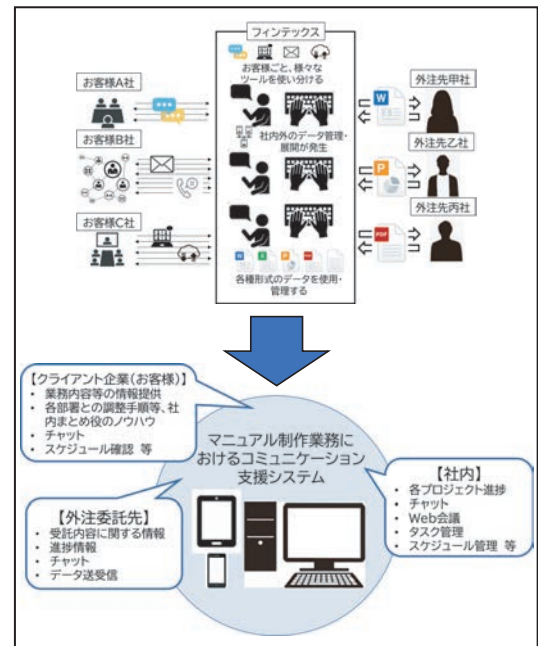 フィンテックス
お客様ごと、様々な
ツールを使い分ける
お客様A社
お客様B社
お客様C社
社内外のデータ管理・
展開が発生
W
E
P
PDF
各種形式のデータを使用・
管理する
外注先甲社
W
外注先乙社
P
外注先丙社
PDF
【クライアント企業(お客様)】
• 業務内容等の情報提供
• 各部署との調整手順等、社
内まとめ役のノウハウ
• チャット
• スケジュール確認 等
マニュアル制作業務に
おけるコミュニケーション
支援システム
【外注委託先】
• 受託内容に関する情報
• 進捗情報
• チャット
• データ送受信
【社内】
• 各プロジェクト進捗
• チャット
• Web会議
• タスク管理
• スケジュール管理 等